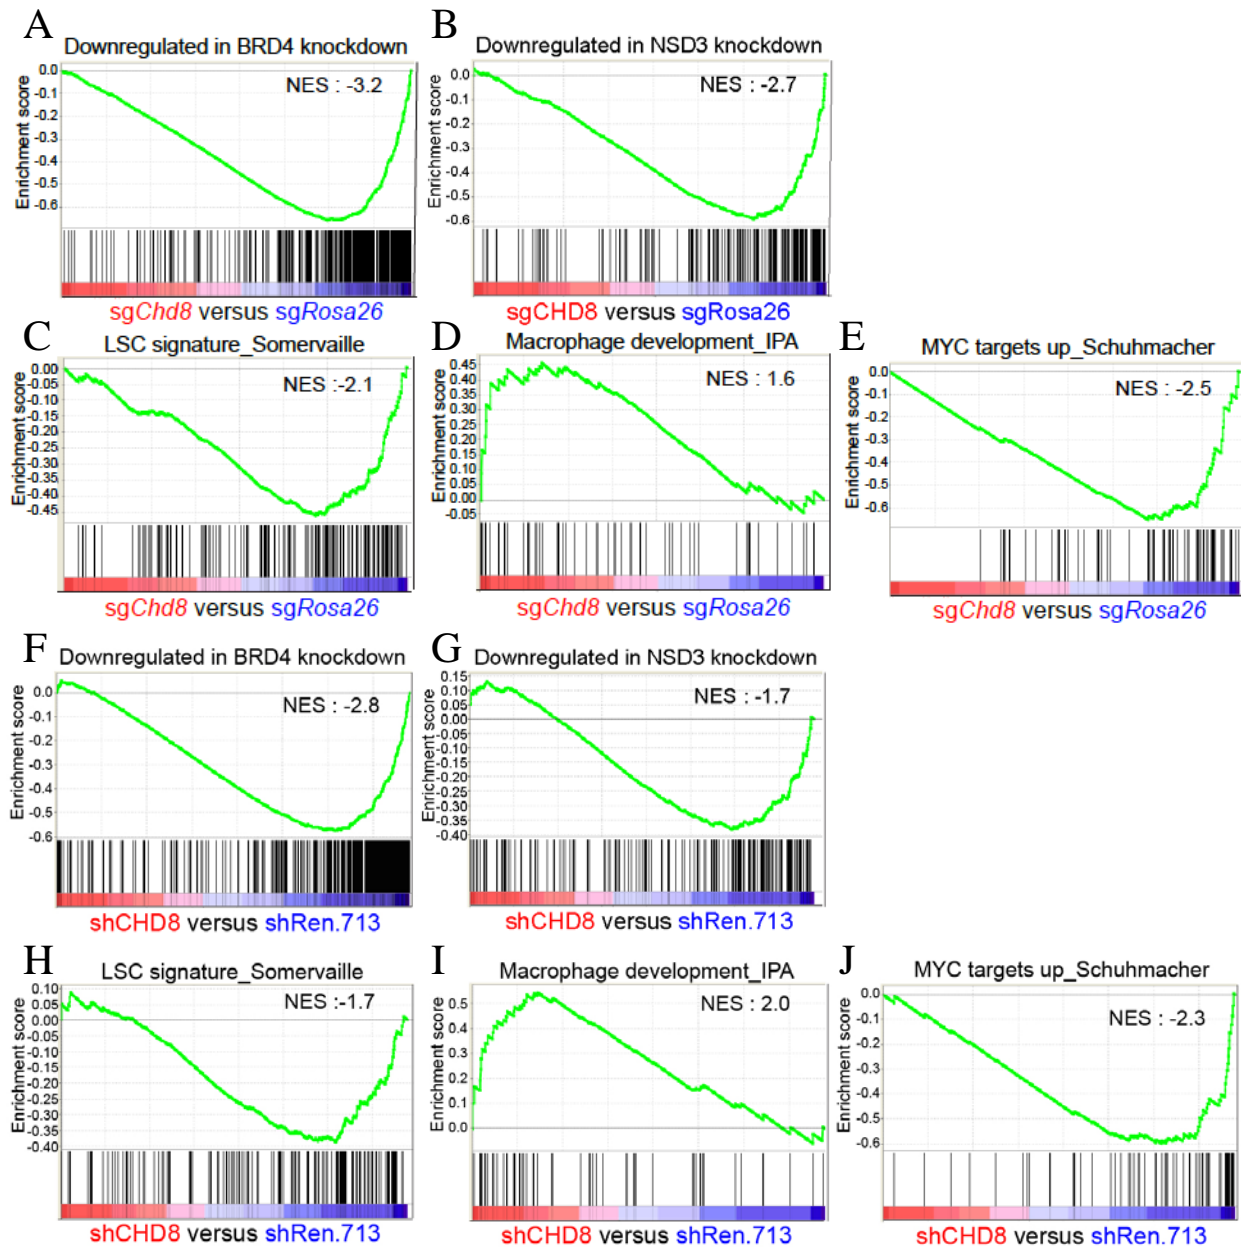 A
Downregulated in BRD4 knockdown
NES : -3.2
Enrichment score
0.0
-0.1
-0.2
-0.3
-0.4
-0.5
-0.6
sgChd8 versus sgRosa26
B
Downregulated in NSD3 knockdown
NES : -2.7
Enrichment score
0.0
-0.1
-0.2
-0.3
-0.4
-0.5
-0.6
sgCHD8 versus sgRosa26
C
LSC signature_Somervaille
NES :-2.1
Enrichment score
0.00
-0.05
-0.10
-0.15
-0.20
-0.25
-0.30
-0.35
-0.40
-0.45
sgChd8 versus sgRosa26
D
Macrophage development_IPA
NES : 1.6
Enrichment score
0.45
0.40
0.35
0.30
0.25
0.20
0.15
0.10
0.05
0.00
-0.05
sgChd8 versus sgRosa26
E
MYC targets up_Schuhmacher
NES : -2.5
Enrichment score
0.0
-0.1
-0.2
-0.3
-0.4
-0.5
-0.6
sgChd8 versus sgRosa26
F
Downregulated in BRD4 knockdown
NES : -2.8
Enrichment score
0.0
-0.1
-0.2
-0.3
-0.4
-0.5
-0.6
shCHD8 versus shRen.713
G
Downregulated in NSD3 knockdown
NES : -1.7
Enrichment score
0.15
0.10
0.05
0.00
-0.05
-0.10
-0.15
-0.20
-0.25
-0.30
-0.35
-0.40
shCHD8 versus shRen.713
H
LSC signature_Somervaille
NES :-1.7
Enrichment score
0.10
0.05
0.00
-0.05
-0.10
-0.15
-0.20
-0.25
-0.30
-0.35
-0.40
shCHD8 versus shRen.713
I
Macrophage development_IPA
NES : 2.0
Enrichment score
0.5
0.4
0.3
0.2
0.1
0.0
shCHD8 versus shRen.713
J
MYC targets up_Schuhmacher
NES : -2.3
Enrichment score
0.0
-0.1
-0.2
-0.3
-0.4
-0.5
-0.6
shCHD8 versus shRen.713